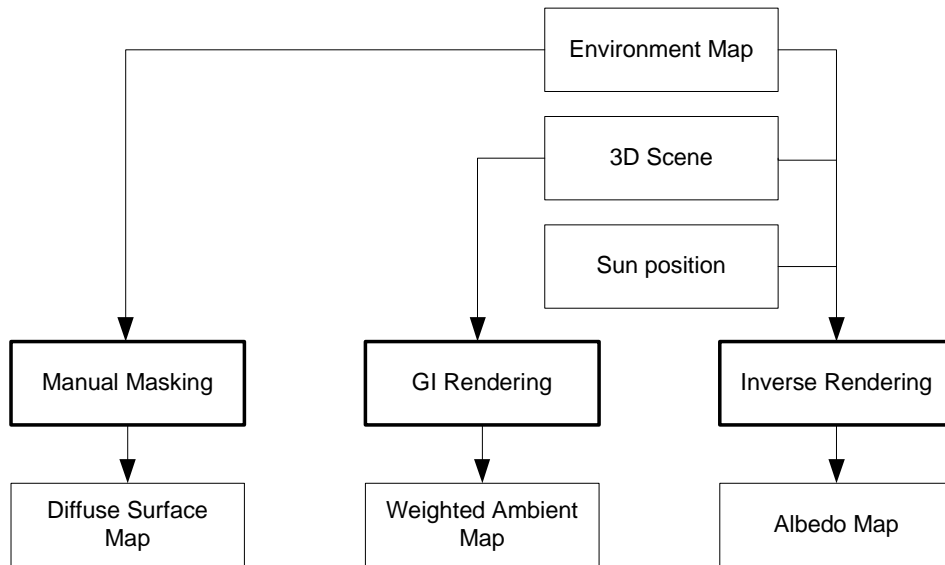 Environment Map
3D Scene
Sun position
Manual Masking
GI Rendering
Inverse Rendering
Diffuse Surface
Map
Weighted Ambient
Map
Albedo Map